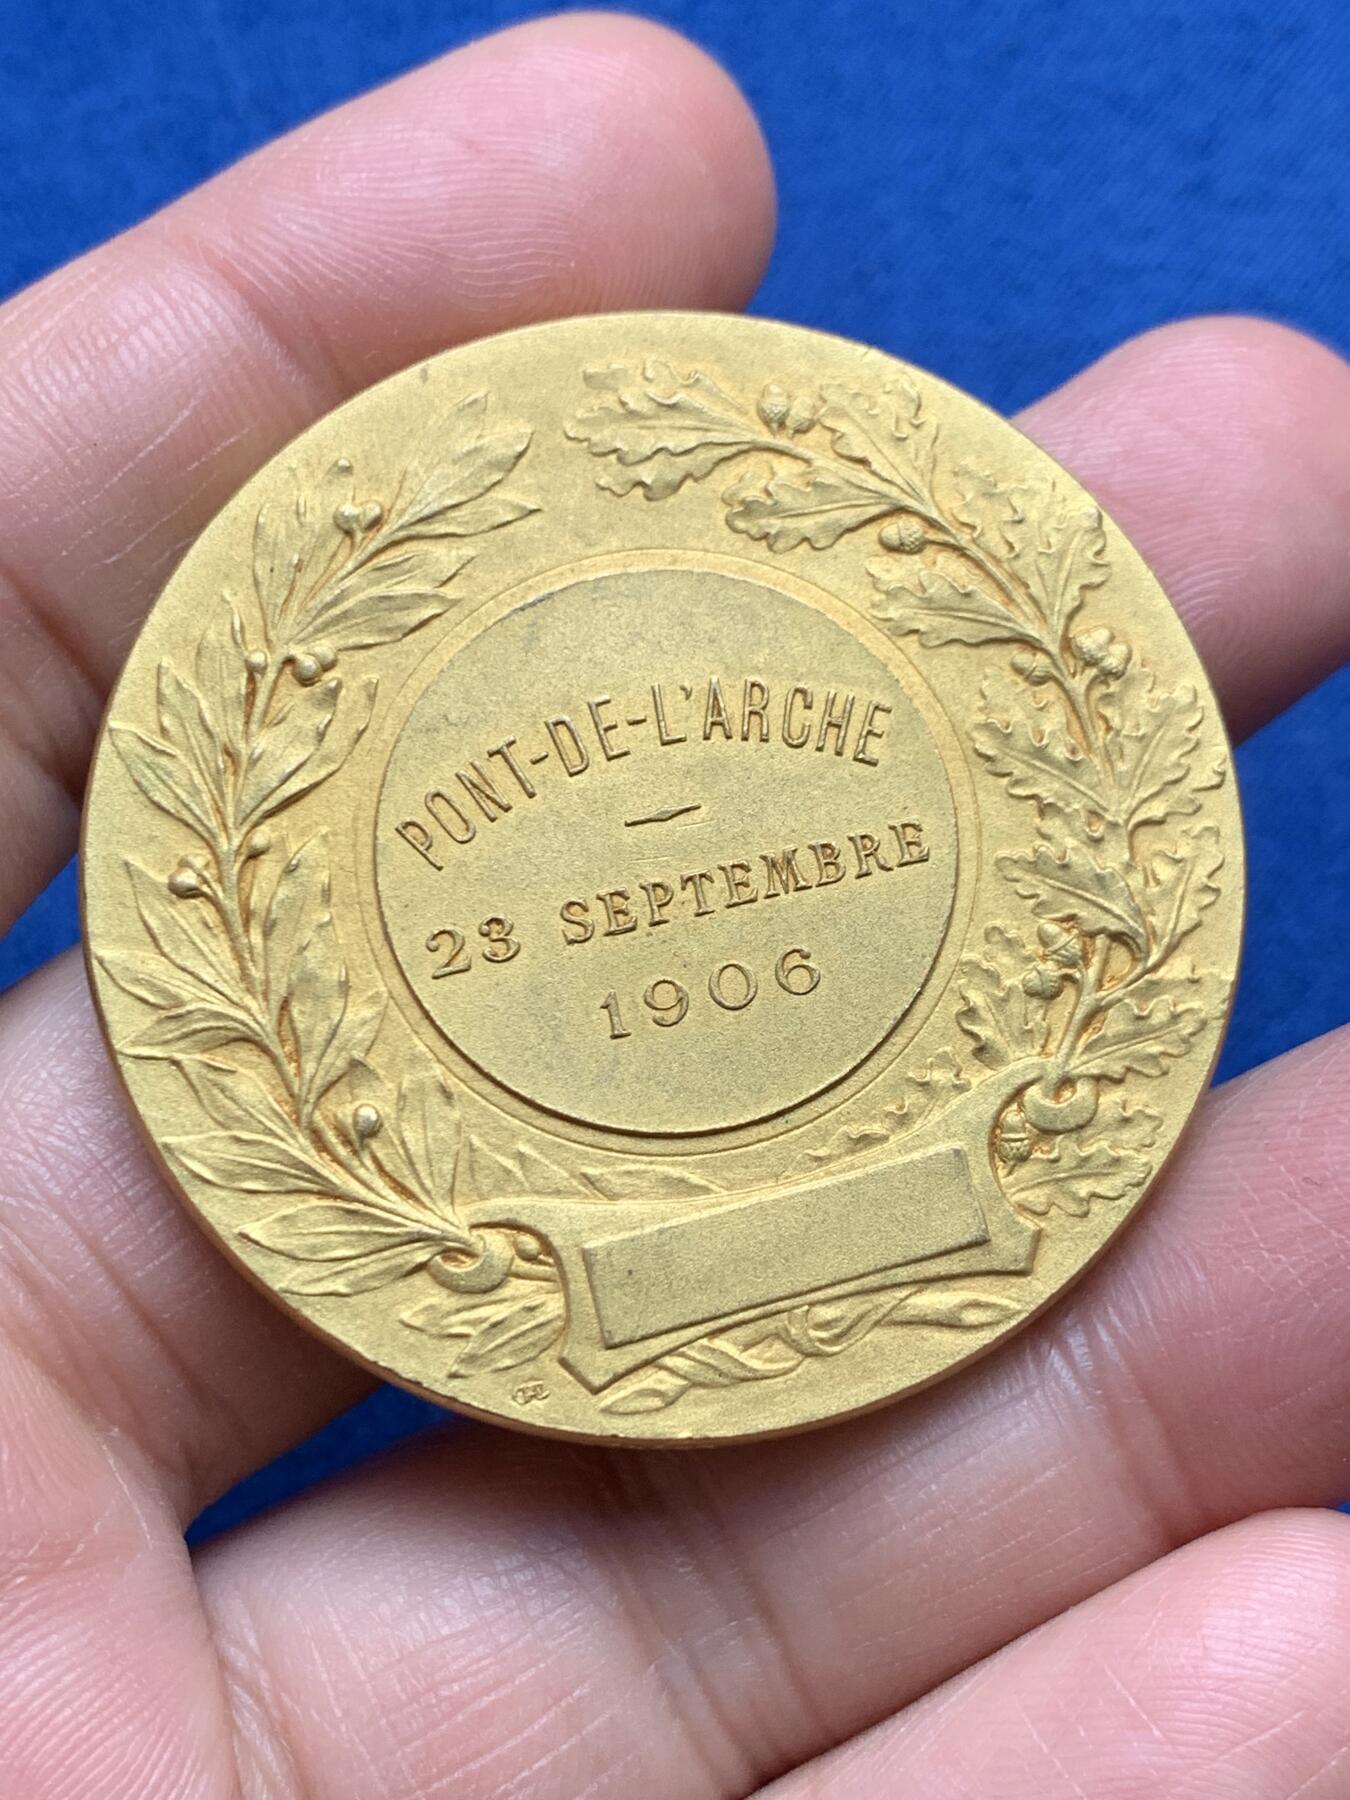 PONT-DE-L'ARCHE
23 SEPTEMBRE
1906